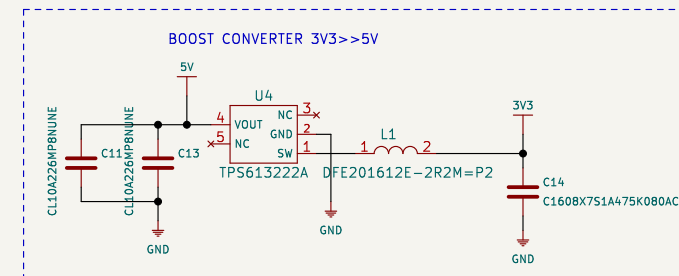 BOOST CONVERTER 3V3>>5V
5V
U4
3V3
4 VOUT
NC 3
GND 2
5 NC
SW 1
1 L1 2
C11
C13
CL10A226MP8NUNE
CL10A226MP8NUNE
TPS613222A
DFE201612E-2R2M=P2
C14
C1608X7S1A475K080AC
GND
GND
GND